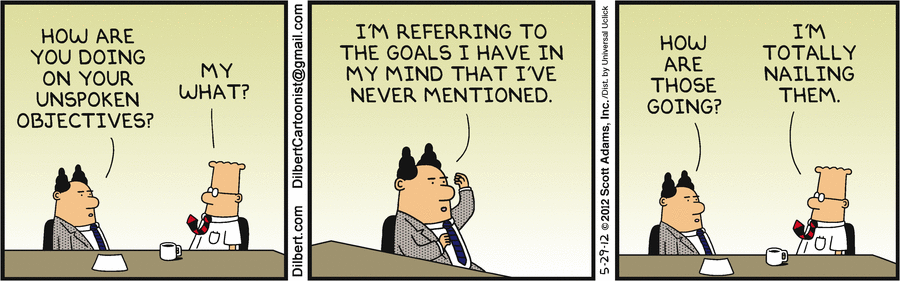 HOW ARE
YOU DOING
ON YOUR
UNSPOKEN
OBJECTIVES?
MY
WHAT?
Dilbert.com DilbertCartoonist@gmail.com
I'M REFERRING TO
THE GOALS I HAVE IN
MY MIND THAT I'VE
NEVER MENTIONED.
5-29-12 © 2012 Scott Adams, Inc. /Dist. by Universal Uclick
HOW
ARE
THOSE
GOING?
I'M
TOTALLY
NAILING
THEM.